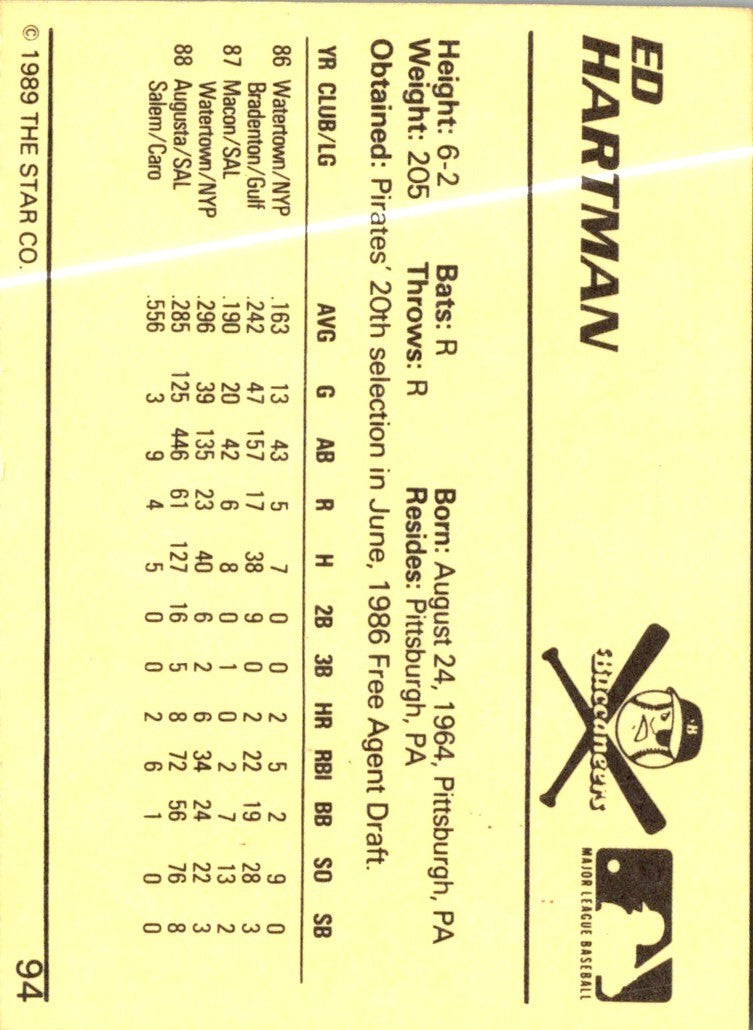 ED
HARTMAN
Buccaneers
B
MAJOR LEAGUE BASEBALL
Height: 6-2 Bats: R Born: August 24, 1964, Pittsburgh, PA
Weight: 205 Throws: R Resides: Pittsburgh, PA
Obtained: Pirates' 20th selection in June, 1986 Free Agent Draft.
YR CLUB/LG AVG G AB R H 2B 3B HR RBI BB SO SB
86 Watertown/NYP .163 13 43 5 7 0 0 2 5 2 9 0
Bradenton/Gulf .242 47 157 17 38 9 0 2 22 19 28 3
87 Macon/SAL .190 20 42 6 8 0 1 0 2 7 13 2
Watertown/NYP .296 39 135 23 40 6 2 6 34 24 22 3
88 Augusta/SAL .285 125 446 61 127 16 5 8 72 56 76 8
Salem/Caro .556 3 9 4 5 0 0 2 6 1 0 0
© 1989 THE STAR CO. 94